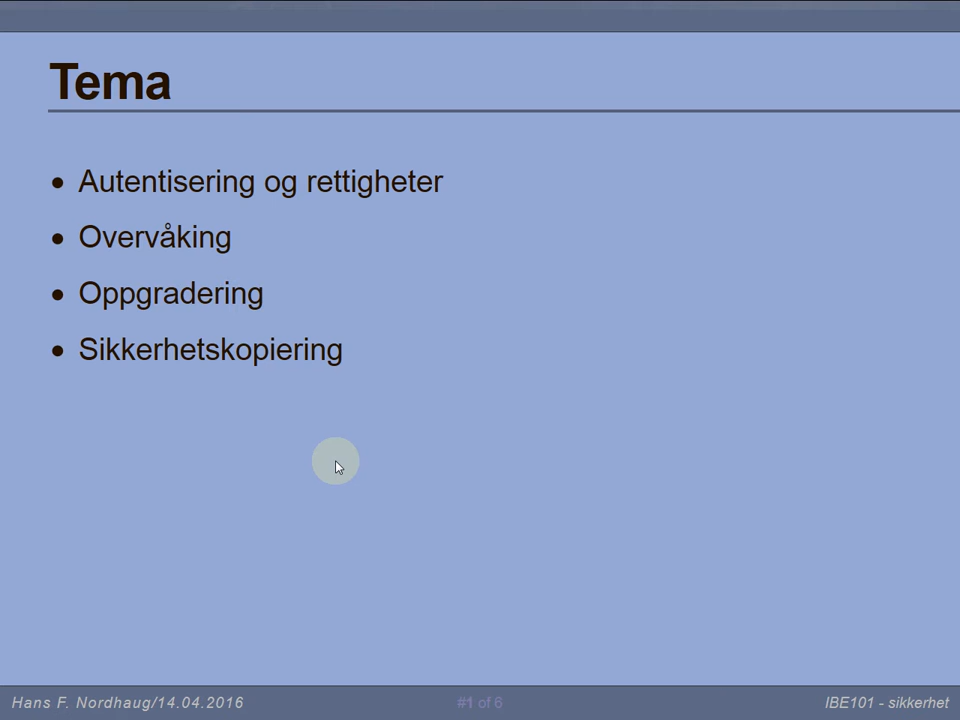 Tema
• Autentisering og rettigheter
• Overvåking
• Oppgradering
• Sikkerhetskopiering
Hans F. Nordhaug/14.04.2016
#1 of 6
IBE101 - sikkerhet